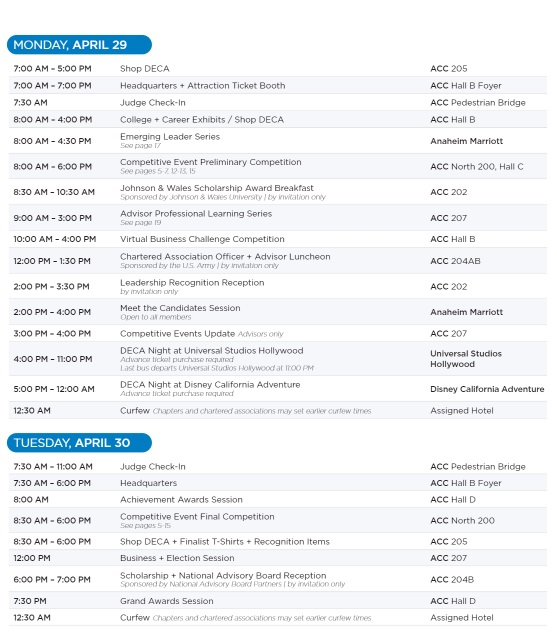 MONDAY, APRIL 29
7:00 AM – 5:00 PM Shop DECA ACC 205
7:00 AM – 7:00 PM Headquarters + Attraction Ticket Booth ACC Hall B Foyer
7:30 AM Judge Check-In ACC Pedestrian Bridge
8:00 AM – 4:00 PM College + Career Exhibits / Shop DECA ACC Hall B
8:00 AM – 4:30 PM Emerging Leader Series Anaheim Marriott
See page 17
8:00 AM – 6:00 PM Competitive Event Preliminary Competition ACC North 200, Hall C
See pages 5-7, 12-13, 15
8:30 AM – 10:30 AM Johnson & Wales Scholarship Award Breakfast ACC 202
Sponsored by Johnson & Wales University | by invitation only
9:00 AM – 3:00 PM Advisor Professional Learning Series ACC 207
See page 19
10:00 AM – 4:00 PM Virtual Business Challenge Competition ACC Hall B
12:00 PM – 1:30 PM Chartered Association Officer + Advisor Luncheon ACC 204AB
Sponsored by the U.S. Army | by invitation only
2:00 PM – 3:30 PM Leadership Recognition Reception ACC 202
by invitation only
2:00 PM – 4:00 PM Meet the Candidates Session Anaheim Marriott
Open to all members
3:00 PM – 4:00 PM Competitive Events Update Advisors only ACC 207
4:00 PM – 11:00 PM DECA Night at Universal Studios Hollywood Universal Studios Hollywood
Advance ticket purchase required
Last bus departs Universal Studios Hollywood at 11:00 PM
5:00 PM – 12:00 AM DECA Night at Disney California Adventure Disney California Adventure
Advance ticket purchase required
12:30 AM Curfew Chapters and chartered associations may set earlier curfew times Assigned Hotel
TUESDAY, APRIL 30
7:30 AM – 11:00 AM Judge Check-In ACC Pedestrian Bridge
7:30 AM – 6:00 PM Headquarters ACC Hall B Foyer
8:00 AM Achievement Awards Session ACC Hall D
8:30 AM – 6:00 PM Competitive Event Final Competition ACC North 200
See pages 5-15
8:30 AM – 6:00 PM Shop DECA + Finalist T-Shirts + Recognition Items ACC 205
12:00 PM Business + Election Session ACC 207
6:00 PM – 7:00 PM Scholarship + National Advisory Board Reception ACC 204B
Sponsored by National Advisory Board Partners | by invitation only
7:30 PM Grand Awards Session ACC Hall D
12:30 AM Curfew Chapters and chartered associations may set earlier curfew times Assigned Hotel